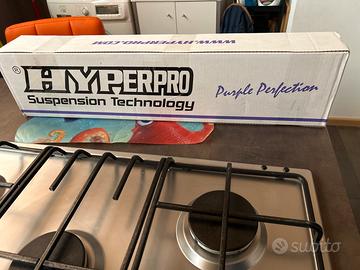 WWW.HYPERPRO.COM
® HYPERPRO
Suspension Technology
Purple Perfection
subito